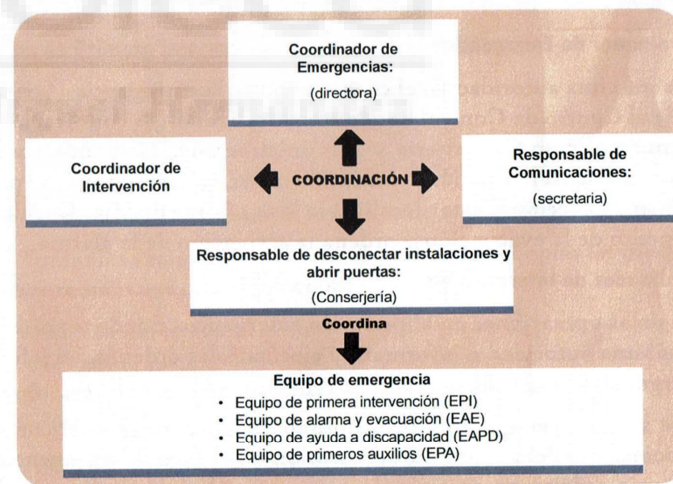 Coordinador de
Emergencias:
(directora)
Coordinador de
Intervención
COORDINACIÓN
Responsable de
Comunicaciones:
(secretaria)
Responsable de desconectar instalaciones y
abrir puertas:
(Conserjería)
Coordina
Equipo de emergencia
• Equipo de primera intervención (EPI)
• Equipo de alarma y evacuación (EAE)
• Equipo de ayuda a discapacidad (EAPD)
• Equipo de primeros auxilios (EPA)